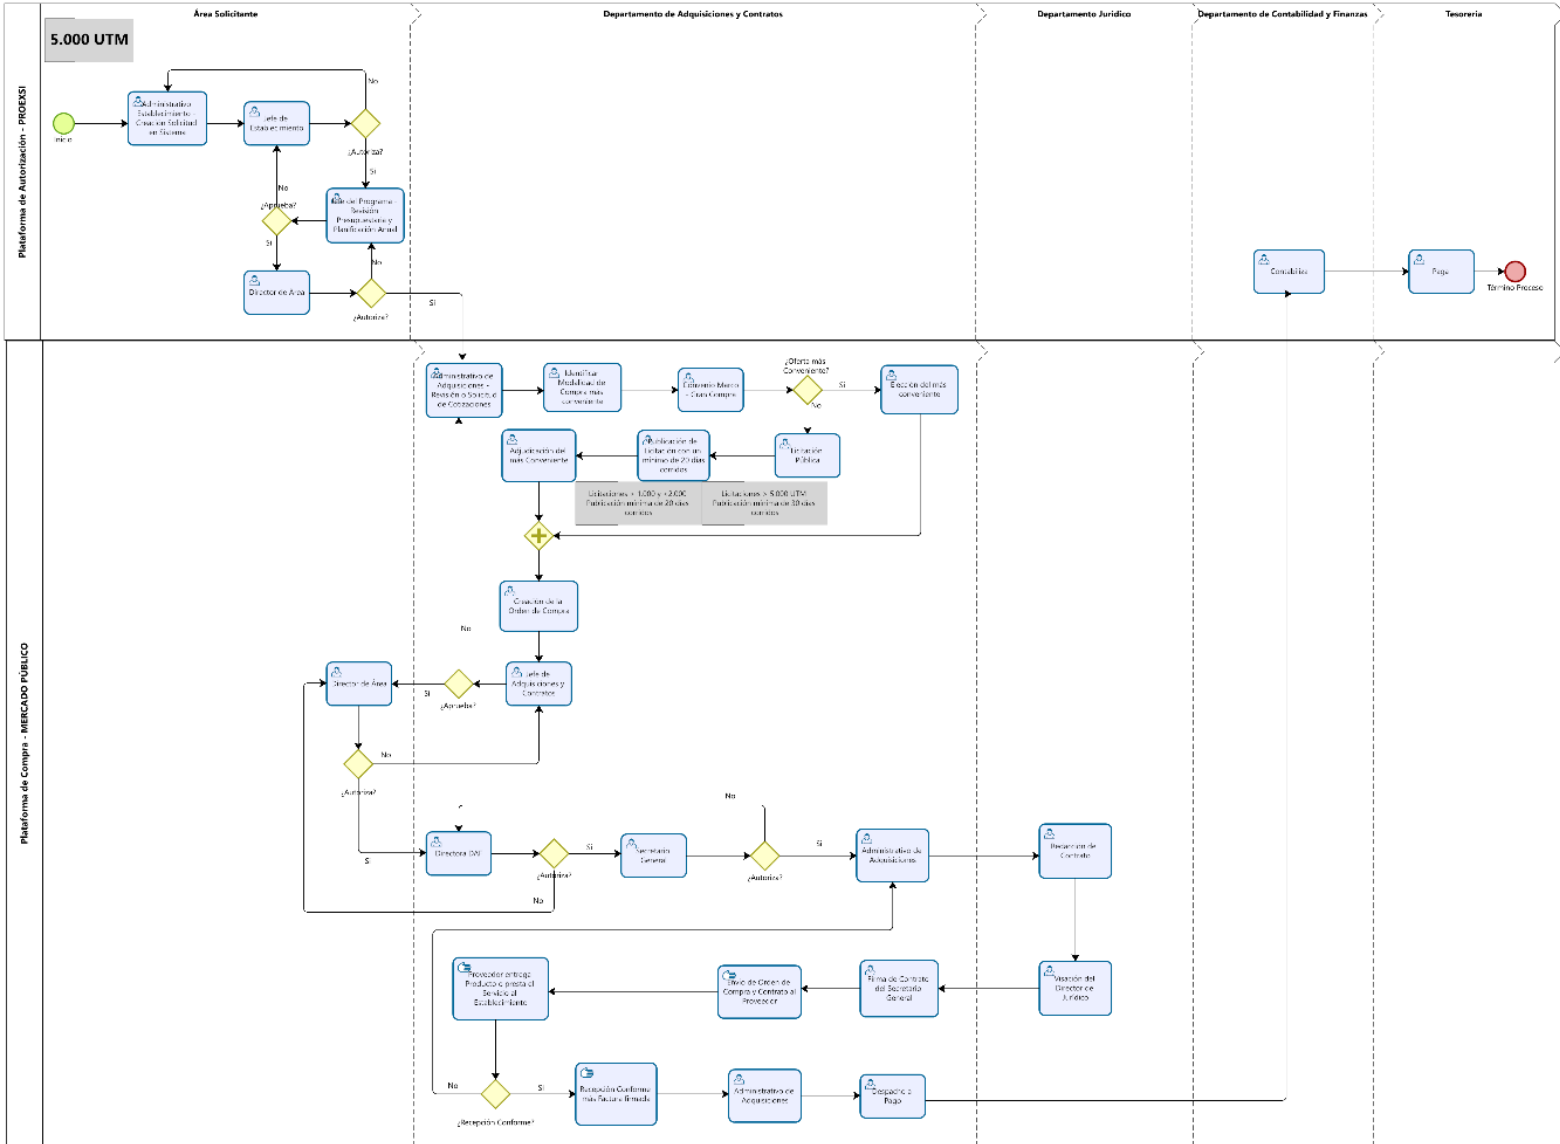 Área Solicitante
Departamento de Adquisiciones y Contratos
Departamento Jurídico
Departamento de Contabilidad y Finanzas
Tesoreria
Plataforma de Autorización - PROEXSI
5.000 UTM
Inicio
Administrativo
Establecimiento -
Creación Solicitud
en Sistema
Jefe de
Establecimiento
No
¿Autoriza?
Si
Jefe del Programa -
Revisión
Presupuestaria y
Planificación Anual
¿Aprueba?
No
Si
Director de Area
No
¿Autoriza?
Si
Contabiliza
Paga
Término Proceso
Plataforma de Compra - MERCADO PÚBLICO
Administrativo de
Adquisiciones -
Revisión o Solicitud
de Cotizaciones
Identificar
Modalidad de
Compra más
conveniente
Convenio Marco
- Gran Compra
¿Oferta más
Conveniente?
Si
No
Elección del más
conveniente
Adjudicación del
más Conveniente
Publicación de
Licitación con un
mínimo de 20 días
corridos
Licitación
Pública
Licitaciones > 1.000 y <2.000
Publicación mínima de 20 días
corridos
Licitaciones > 5.000 UTM
Publicación mínima de 30 días
corridos
Creación de la
Orden de Compra
No
Director de Área
Si
¿Aprueba?
Jefe de
Adquisiciones y
Contratos
No
¿Autoriza?
Si
Directora DAF
¿Autoriza?
Si
No
Secretario
General
No
¿Autoriza?
Si
Administrativo de
Adquisiciones
Redacción de
Contrato
Proveedor entrega
Producto o presta el
Servicio al
Establecimiento
Envío de Orden de
Compra y Contrato al
Proveedor
Firma de Contrato
del Secretario
General
Visación del
Director de
Jurídico
No
Si
¿Recepción Conforme?
Recepción Conforme
más Factura firmada
Administrativo de
Adquisiciones
Despacho a
Pago